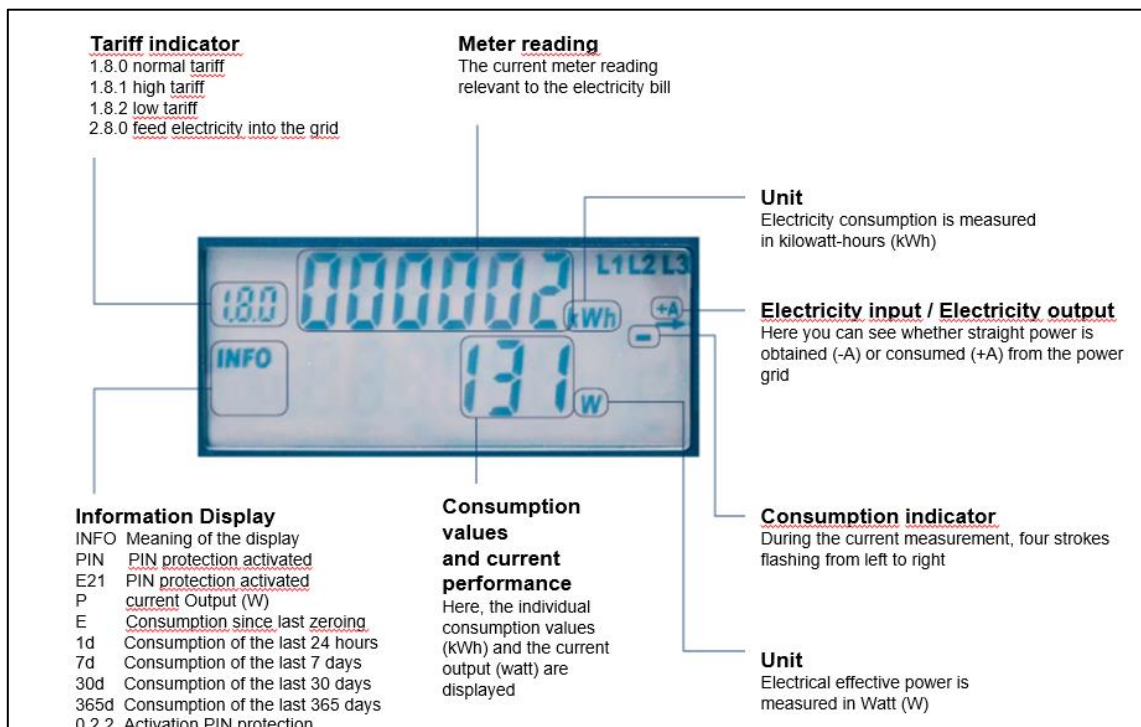 Tariff indicator
1.8.0 normal tariff
1.8.1 high tariff
1.8.2 low tariff
2.8.0 feed electricity into the grid
Meter reading
The current meter reading
relevant to the electricity bill
Unit
Electricity consumption is measured
in kilowatt-hours (kWh)
1.8.0
000002
kWh
L1 L2 L3
+A
-
INFO
131
W
Electricity input / Electricity output
Here you can see whether straight power is
obtained (-A) or consumed (+A) from the power
grid
Information Display
INFO Meaning of the display
PIN PIN protection activated
E21 PIN protection activated
P current Output (W)
E Consumption since last zeroing
1d Consumption of the last 24 hours
7d Consumption of the last 7 days
30d Consumption of the last 30 days
365d Consumption of the last 365 days
0.2.2 Activation PIN protection
Consumption
values
and current
performance
Here, the individual
consumption values
(kWh) and the current
output (watt) are
displayed
Consumption indicator
During the current measurement, four strokes
flashing from left to right
Unit
Electrical effective power is
measured in Watt (W)